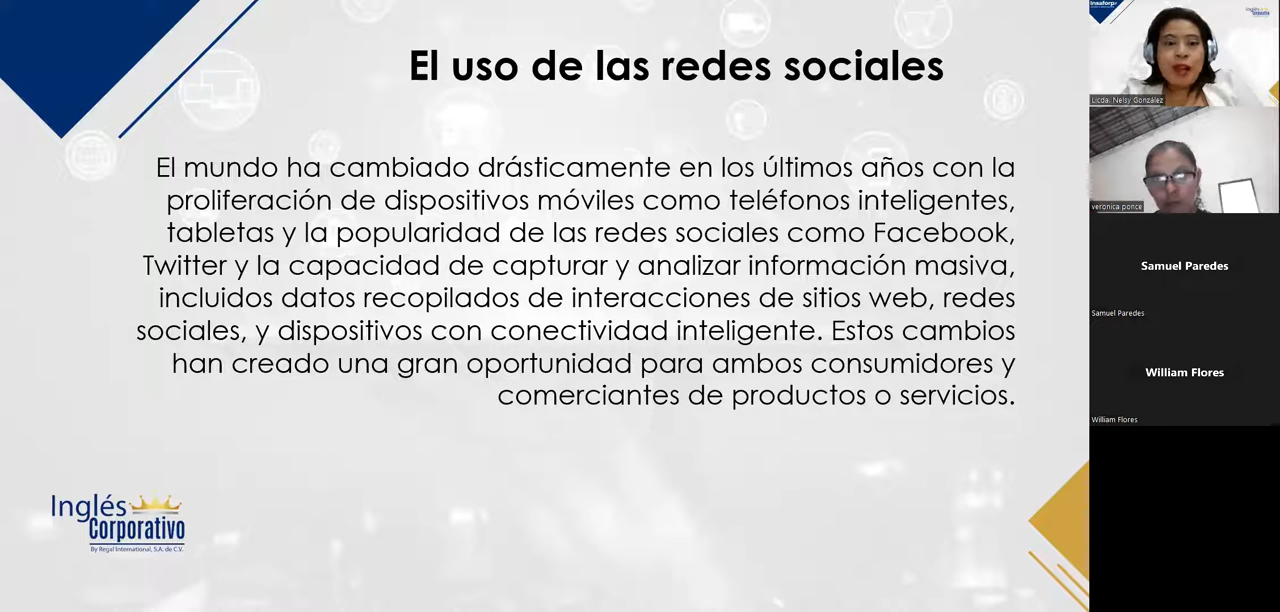 El uso de las redes sociales
El mundo ha cambiado drásticamente en los últimos años con la
proliferación de dispositivos móviles como teléfonos inteligentes,
tabletas y la popularidad de las redes sociales como Facebook,
Twitter y la capacidad de capturar y analizar información masiva,
incluidos datos recopilados de interacciones de sitios web, redes
sociales, y dispositivos con conectividad inteligente. Estos cambios
han creado una gran oportunidad para ambos consumidores y
comerciantes de productos o servicios.
Inglés
Corporativo
By Regal International, S.A. de C.V.
Insaforp
Licda. Nelsy González
veronica ponce
Samuel Paredes
Samuel Paredes
William Flores
William Flores